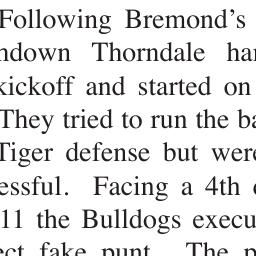 Following Bremond's
ndown Thorndale ha
kickoff and started on
They tried to run the ba
Tiger defense but were
essful. Facing a 4th
11 the Bulldogs execu
ect fake punt. The p